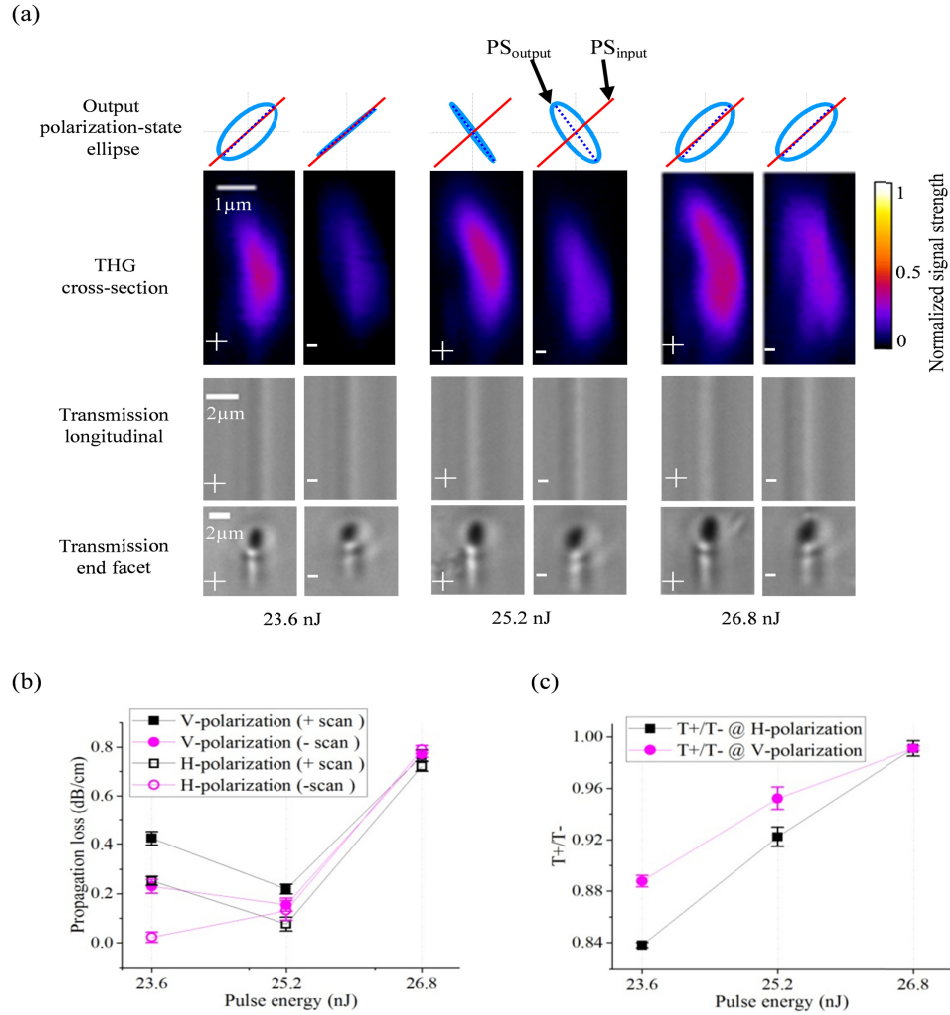 (a)
PSoutput PSinput
Output
polarization-state
ellipse
1µm
THG
cross-section
+ - + - + -
1
0.5
0
Normalized signal strength
2µm
Transmission
longitudinal
+ - + - + -
2µm
Transmission
end facet
+ - + - + -
23.6 nJ 25.2 nJ 26.8 nJ
(b)
V-polarization (+ scan )
V-polarization (- scan )
H-polarization (+ scan )
H-polarization (-scan )
0.8
0.6
0.4
0.2
0.0
Propagation loss (dB/cm)
23.6 25.2 26.8
Pulse energy (nJ)
(c)
T+/T- @ H-polarization
T+/T- @ V-polarization
1.00
0.96
0.92
0.88
0.84
T+/T-
23.6 25.2 26.8
Pulse energy (nJ)